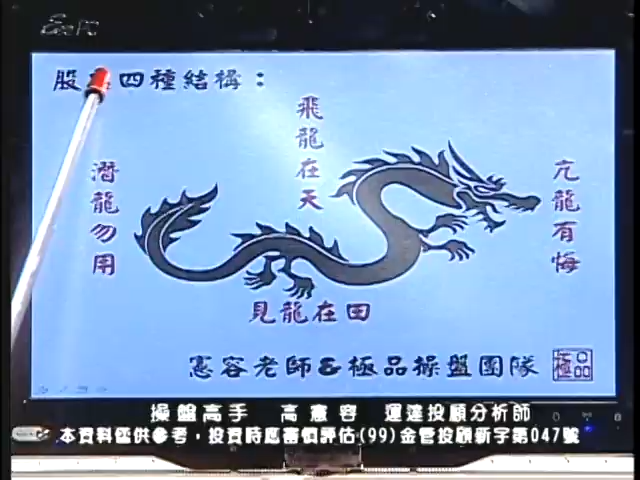 Eee PC
股 四種結構：
飛龍在天
潛龍勿用
亢龍有悔
見龍在田
憲容老師&極品操盤團隊
極品
操盤高手 高憲容 運達投顧分析師
本資料僅供參考，投資時應審慎評估(99)金管投顧新字第047號